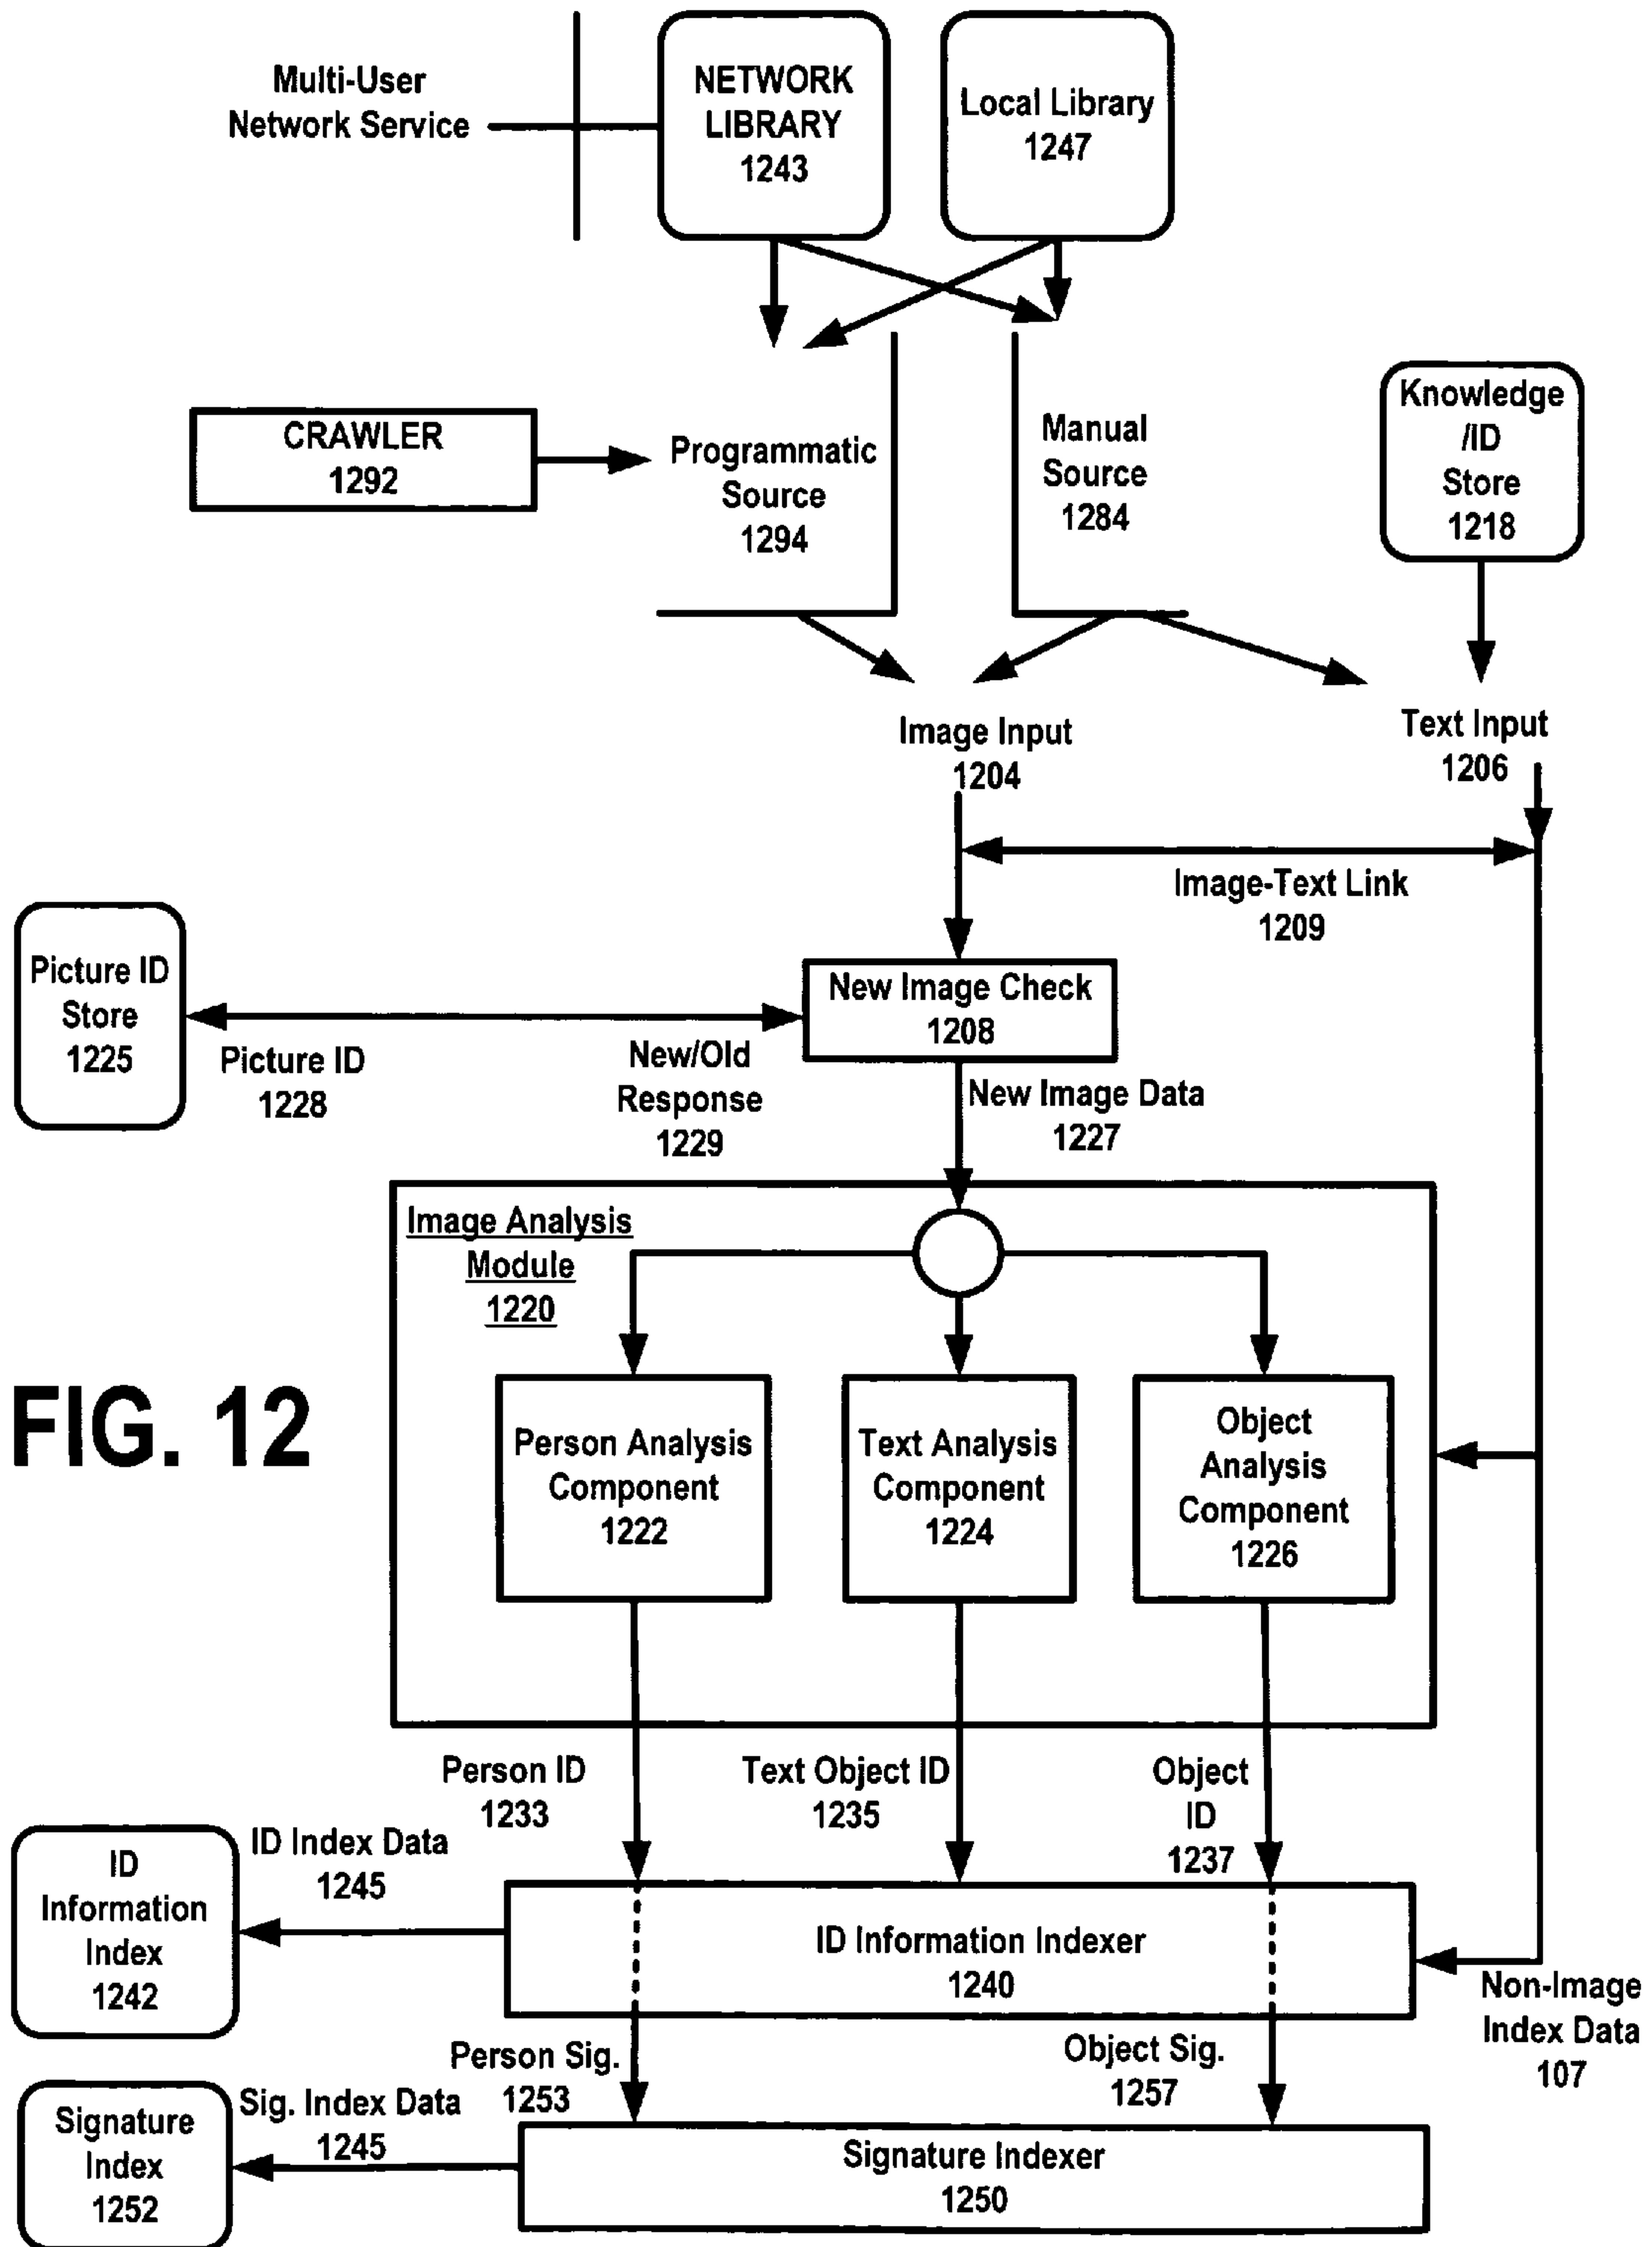 Multi-User
Network Service
NETWORK
LIBRARY
1243
Local Library
1247
CRAWLER
1292
Programmatic
Source
1294
Manual
Source
1284
Knowledge
/ID
Store
1218
Image Input
1204
Text Input
1206
Image-Text Link
1209
Picture ID
Store
1225
Picture ID
1228
New/Old
Response
1229
New Image Check
1208
New Image Data
1227
Image Analysis
Module
1220
FIG. 12
Person Analysis
Component
1222
Text Analysis
Component
1224
Object
Analysis
Component
1226
Person ID
1233
Text Object ID
1235
Object
ID
1237
ID
Information
Index
1242
ID Index Data
1245
ID Information Indexer
1240
Non-Image
Index Data
107
Person Sig.
1253
Object Sig.
1257
Signature
Index
1252
Sig. Index Data
1245
Signature Indexer
1250